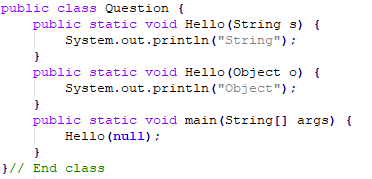 public class Question {
    public static void Hello(String s) {
        System.out.println("String");
    }
    public static void Hello(Object o) {
        System.out.println("Object");
    }
    public static void main(String[] args) {
        Hello(null);
    }
}// End class